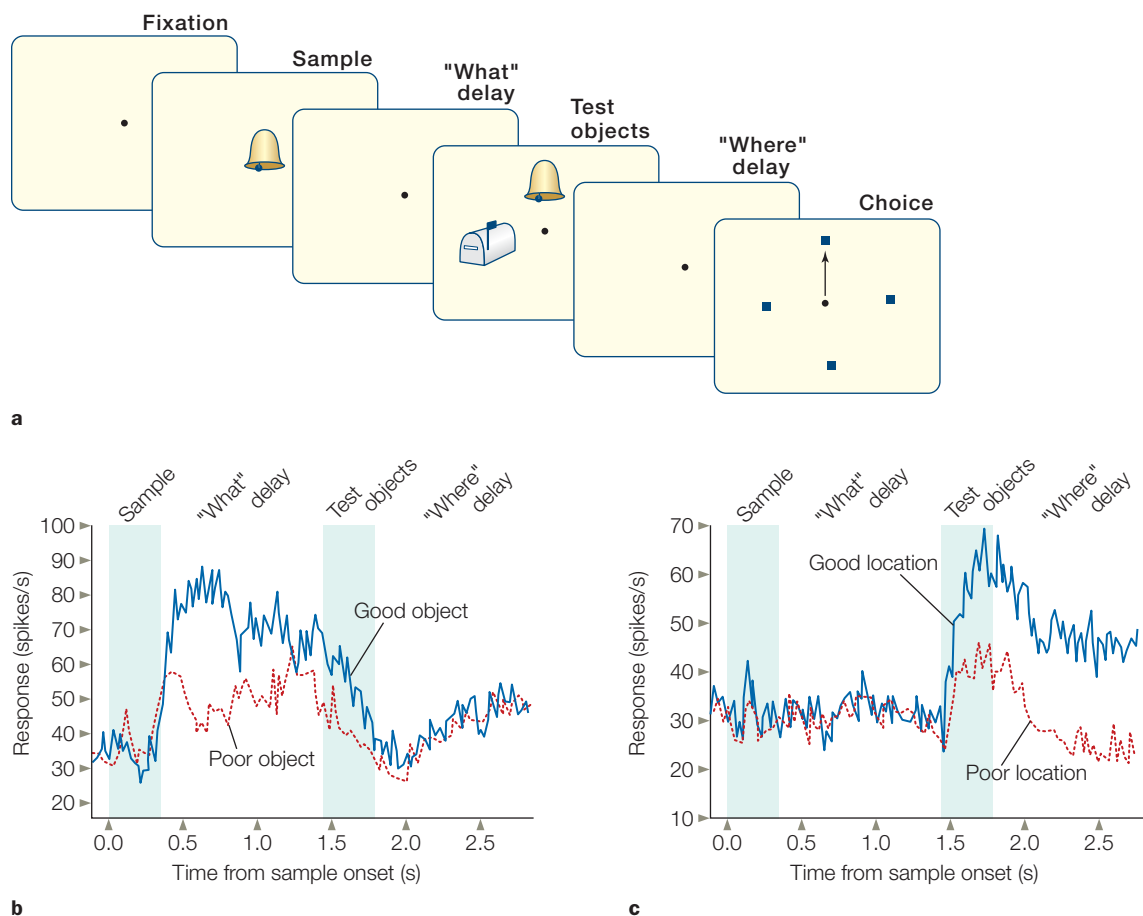 Fixation
Sample
"What"
delay
Test
objects
"Where"
delay
Choice
a
Sample
"What" delay
Test
objects
"Where" delay
100
90
80
70
60
50
40
30
20
Response (spikes/s)
Good object
Poor object
0.0 0.5 1.0 1.5 2.0 2.5
Time from sample onset (s)
b
Sample
"What" delay
Test
objects
"Where" delay
70
60
50
40
30
20
10
Response (spikes/s)
Good location
Poor location
0.0 0.5 1.0 1.5 2.0 2.5
Time from sample onset (s)
c